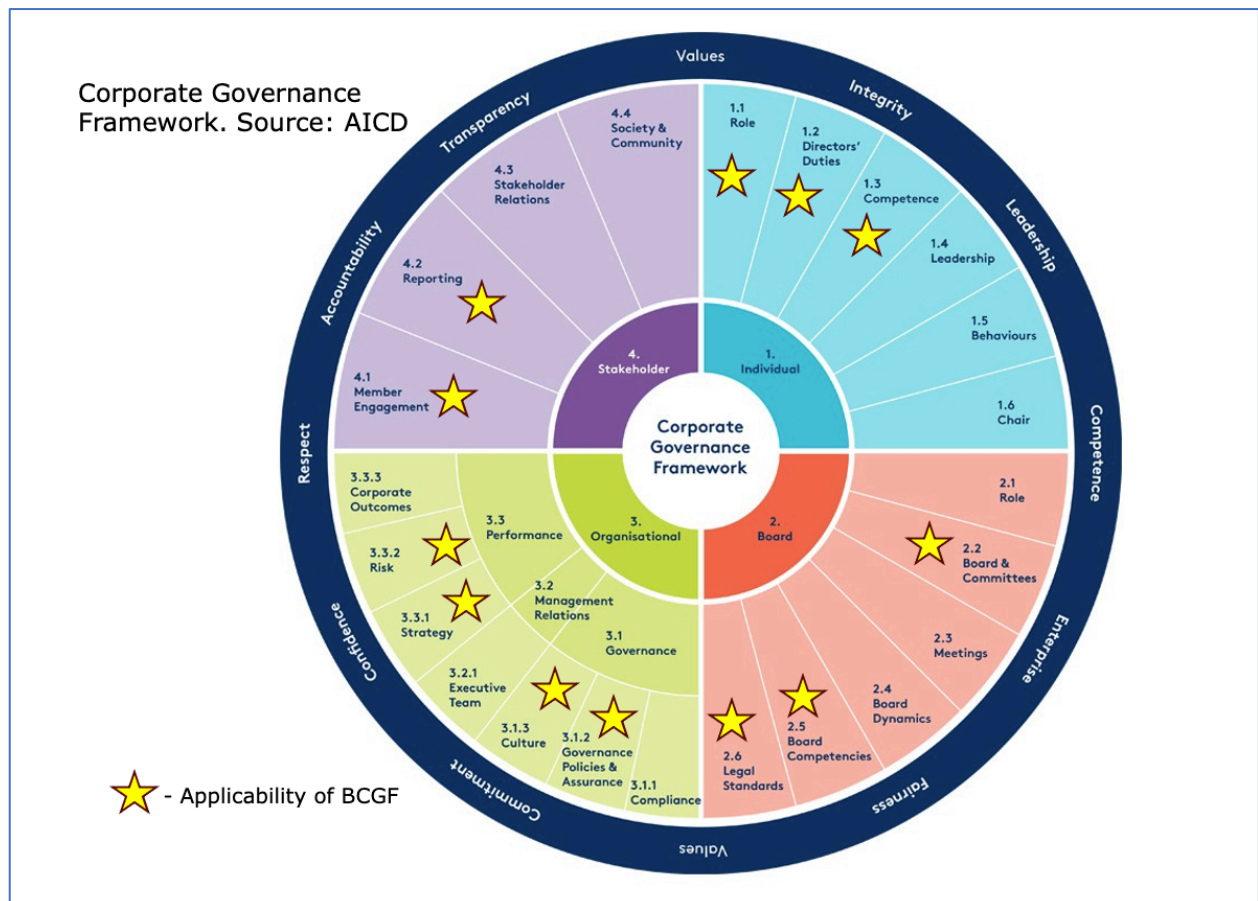 Corporate Governance
Framework. Source: AICD
Values
Integrity
Leadership
Competence
Enterprise
Fairness
Values
Commitment
Confidence
Respect
Accountability
Transparency
1.1
Role
1.2
Directors'
Duties
1.3
Competence
1.4
Leadership
1.5
Behaviours
1.6
Chair
2.1
Role
2.2
Board &
Committees
2.3
Meetings
2.4
Board
Dynamics
2.5
Board
Competencies
2.6
Legal
Standards
3.1.1
Compliance
3.1.2
Governance
Policies &
Assurance
3.1.3
Culture
3.2.1
Executive
Team
3.3.1
Strategy
3.3.2
Risk
3.3.3
Corporate
Outcomes
3.1
Governance
3.2
Management
Relations
3.3
Performance
4.1
Member
Engagement
4.2
Reporting
4.3
Stakeholder
Relations
4.4
Society &
Community
1.
Individual
2.
Board
3.
Organisational
4.
Stakeholder
Corporate
Governance
Framework
- Applicability of BCGF